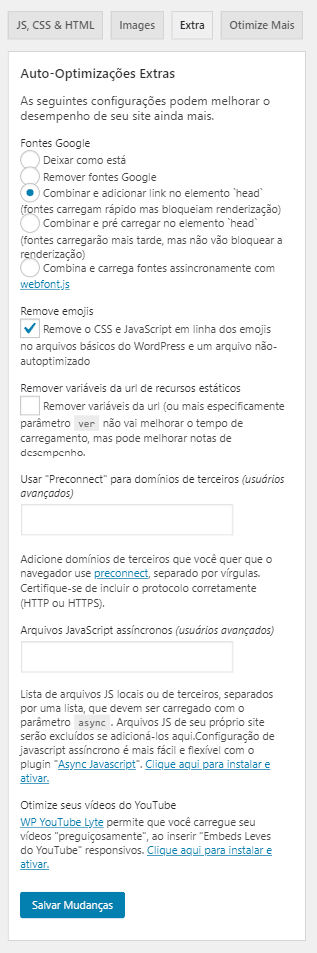 JS, CSS & HTML
Images
Extra
Otimize Mais
Auto-Optimizações Extras
As seguintes configurações podem melhorar o
desempenho de seu site ainda mais.
Fontes Google
Deixar como está
Remover fontes Google
Combinar e adicionar link no elemento `head`
(fontes carregam rápido mas bloqueiam renderização)
Combinar e pré carregar no elemento `head`
(fontes carregarão mais tarde, mas não vão bloquear a
renderização)
Combina e carrega fontes assincronamente com
webfont.js
Remove emojis
Remove o CSS e JavaScript em linha dos emojis
no arquivos básicos do WordPress e um arquivo não-
autoptimizado
Remover variáveis da url de recursos estáticos
Remover variáveis da url (ou mais especificamente
parâmetro ver não vai melhorar o tempo de
carregamento, mas pode melhorar notas de
desempenho.
Usar "Preconnect" para domínios de terceiros (usuários
avançados)
Adicione domínios de terceiros que você quer que o
navegador use preconnect, separado por vírgulas.
Certifique-se de incluir o protocolo corretamente
(HTTP ou HTTPS).
Arquivos JavaScript assíncronos (usuários avançados)
Lista de arquivos JS locais ou de terceiros, separados
por uma lista, que devem ser carregado com o
parâmetro async. Arquivos JS de seu próprio site
serão excluídos se adicioná-los aqui.Configuração de
javascript assíncrono é mais fácil e flexível com o
plugin "Async Javascript". Clique aqui para instalar e
ativar.
Otimize seus vídeos do YouTube
WP YouTube Lyte permite que você carregue seu
vídeos "preguiçosamente", ao inserir "Embeds Leves
do YouTube" responsivos. Clique aqui para instalar e
ativar.
Salvar Mudanças